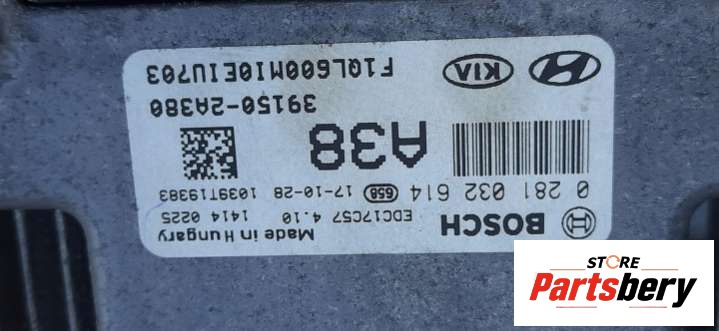 BOSCH
Made in Hungary
EDC17C57 4.10 1414 0225
0 281 032 614 658 17-10-28 1039T19383
A38
39150-2A380
KIA F1QL600MI0EIU703
STORE
Partsbery